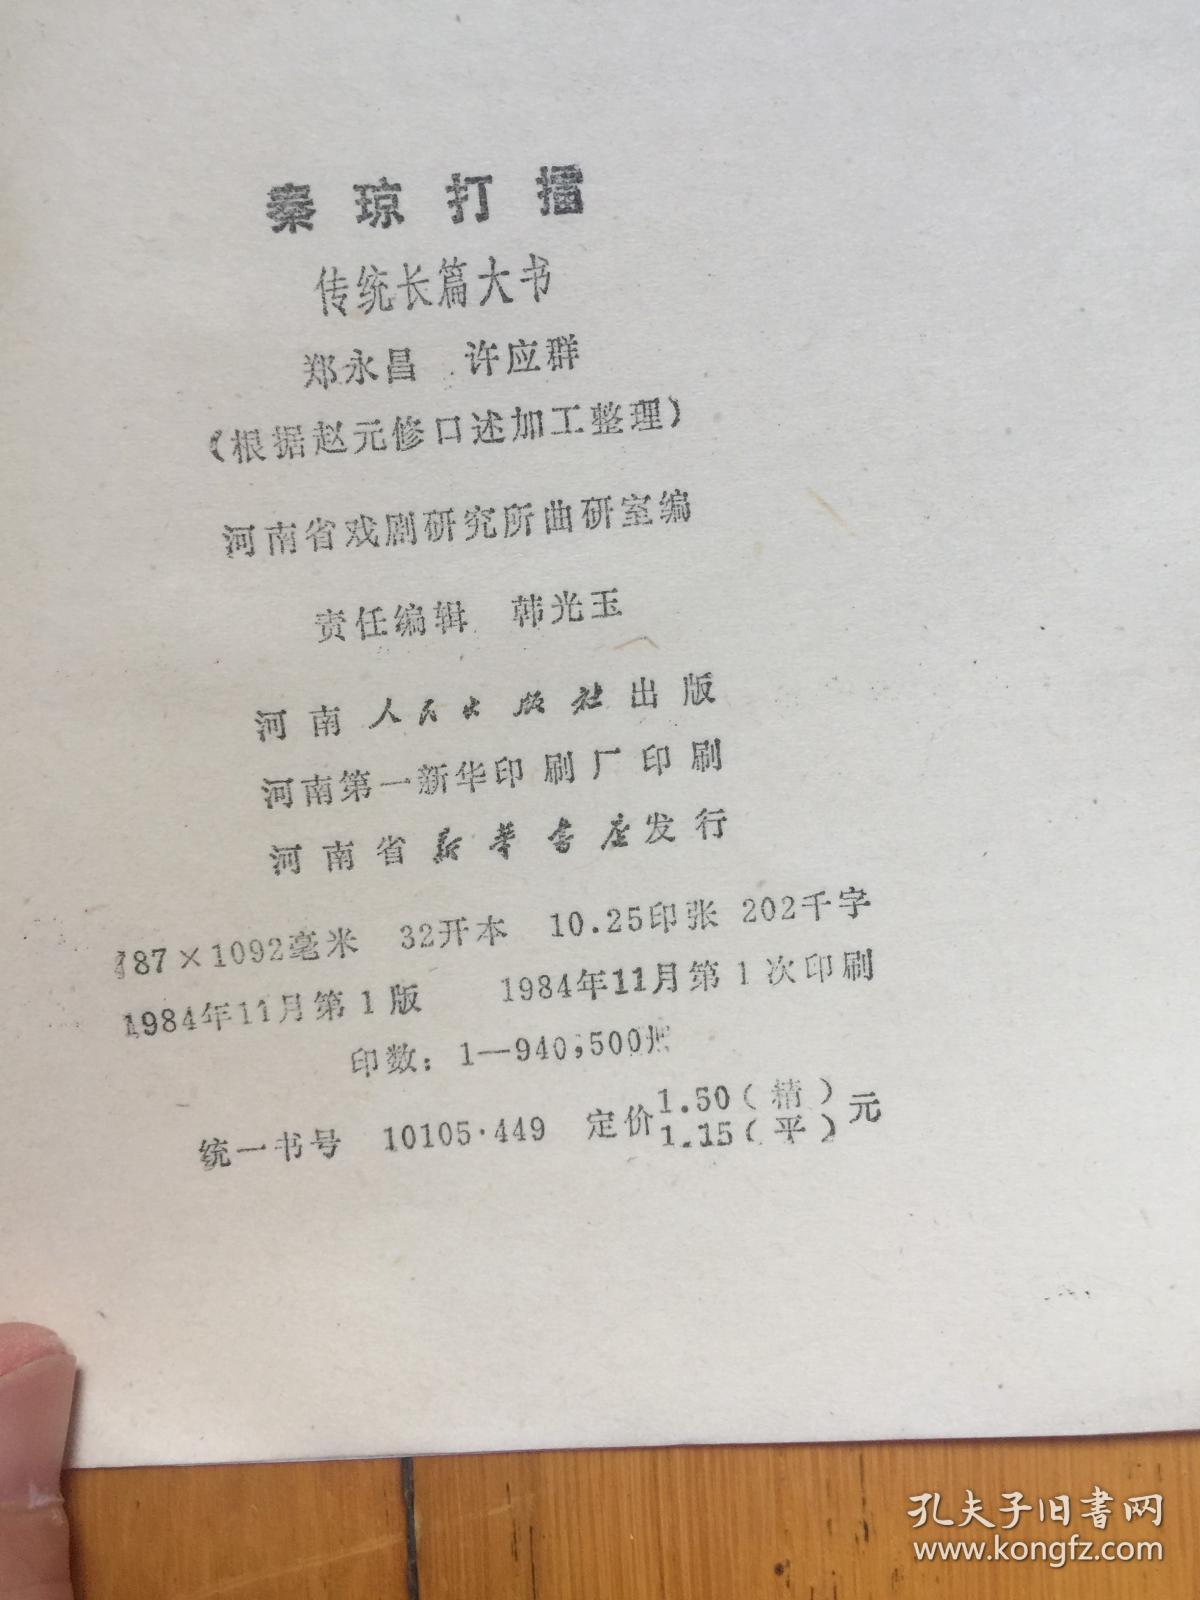 秦琼打擂
传统长篇大书
郑永昌 许应群
(根据赵元修口述加工整理)
河南省戏剧研究所曲研室编
责任编辑 韩光玉
河南人民出版社出版
河南第一新华印刷厂印刷
河南省新华书店发行
787×1092毫米 32开本 10.25印张 202千字
1984年11月第1版 1984年11月第1次印刷
印数:1—940,500册
统一书号 10105·449 定价1.50(精)元
1.15(平)
孔夫子旧书网
www.kongfz.com